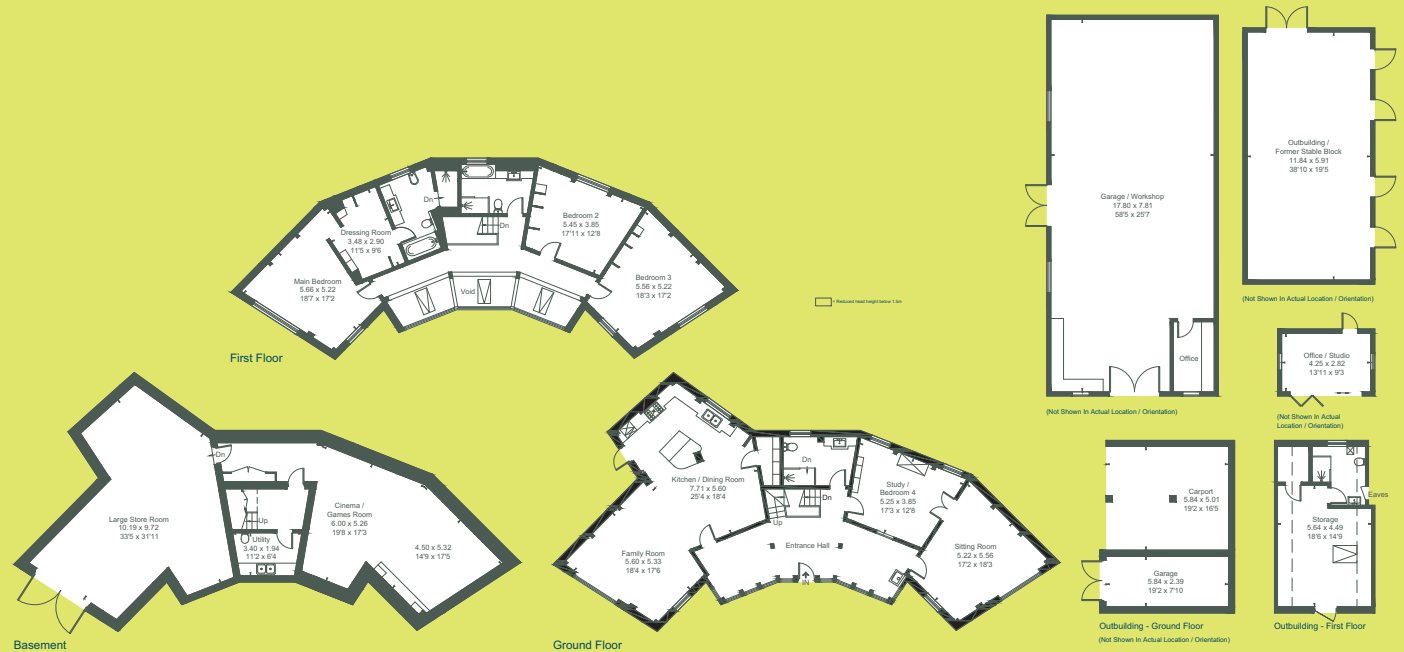 Dressing Room
3.48 x 2.90
11'5 x 9'6
Main Bedroom
5.66 x 5.22
18'7 x 17'2
Dn
Dn
Void
Bedroom 2
5.45 x 3.85
17'11 x 12'8
Bedroom 3
5.56 x 5.22
18'3 x 17'2
First Floor
= Reduced head height below 1.5m
Garage / Workshop
17.80 x 7.81
58'5 x 25'7
Office
(Not Shown In Actual Location / Orientation)
Outbuilding /
Former Stable Block
11.84 x 5.91
38'10 x 19'5
(Not Shown In Actual Location / Orientation)
Office / Studio
4.25 x 2.82
13'11 x 9'3
(Not Shown In Actual
Location / Orientation)
Large Store Room
10.19 x 9.72
33'5 x 31'11
Dn
Up
Utility
3.40 x 1.94
11'2 x 6'4
Cinema /
Games Room
6.00 x 5.26
19'8 x 17'3
4.50 x 5.32
14'9 x 17'5
Basement
Kitchen / Dining Room
7.71 x 5.60
25'4 x 18'4
Family Room
5.60 x 5.33
18'4 x 17'6
Dn
Dn
Up
Entrance Hall
IN
Study /
Bedroom 4
5.25 x 3.85
17'3 x 12'8
Sitting Room
5.22 x 5.56
17'2 x 18'3
Ground Floor
Carport
5.84 x 5.01
19'2 x 16'5
Garage
5.84 x 2.39
19'2 x 7'10
Outbuilding - Ground Floor
(Not Shown In Actual Location / Orientation)
Eaves
Storage
5.64 x 4.49
18'6 x 14'9
Outbuilding - First Floor